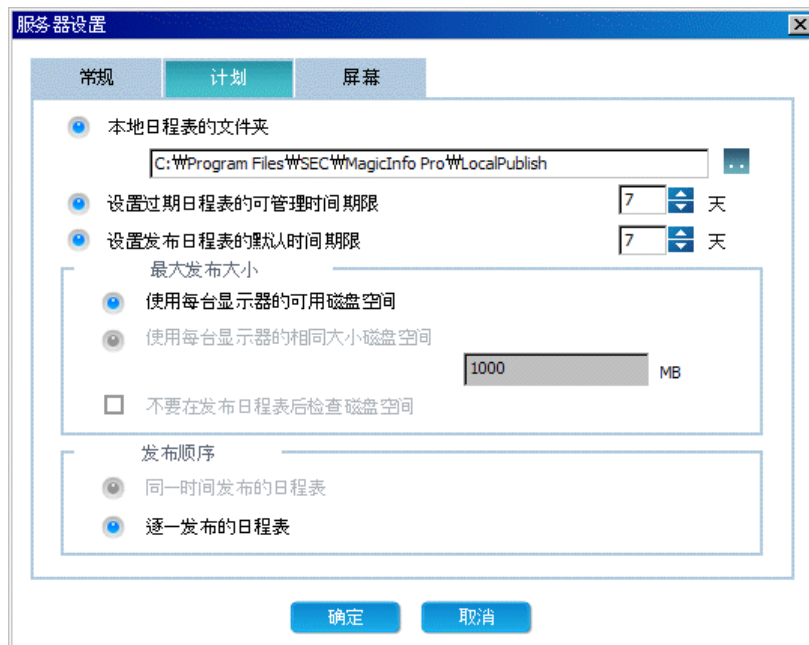 服务器设置
常规 计划 屏幕
本地日程表的文件夹
C:₩Program Files₩SEC₩MagicInfo Pro₩LocalPublish ..
设置过期日程表的可管理时间期限 7 天
设置发布日程表的默认时间期限 7 天
最大发布大小
使用每台显示器的可用磁盘空间
使用每台显示器的相同大小磁盘空间
1000 MB
不要在发布日程表后检查磁盘空间
发布顺序
同一时间发布的日程表
逐一发布的日程表
确定 取消